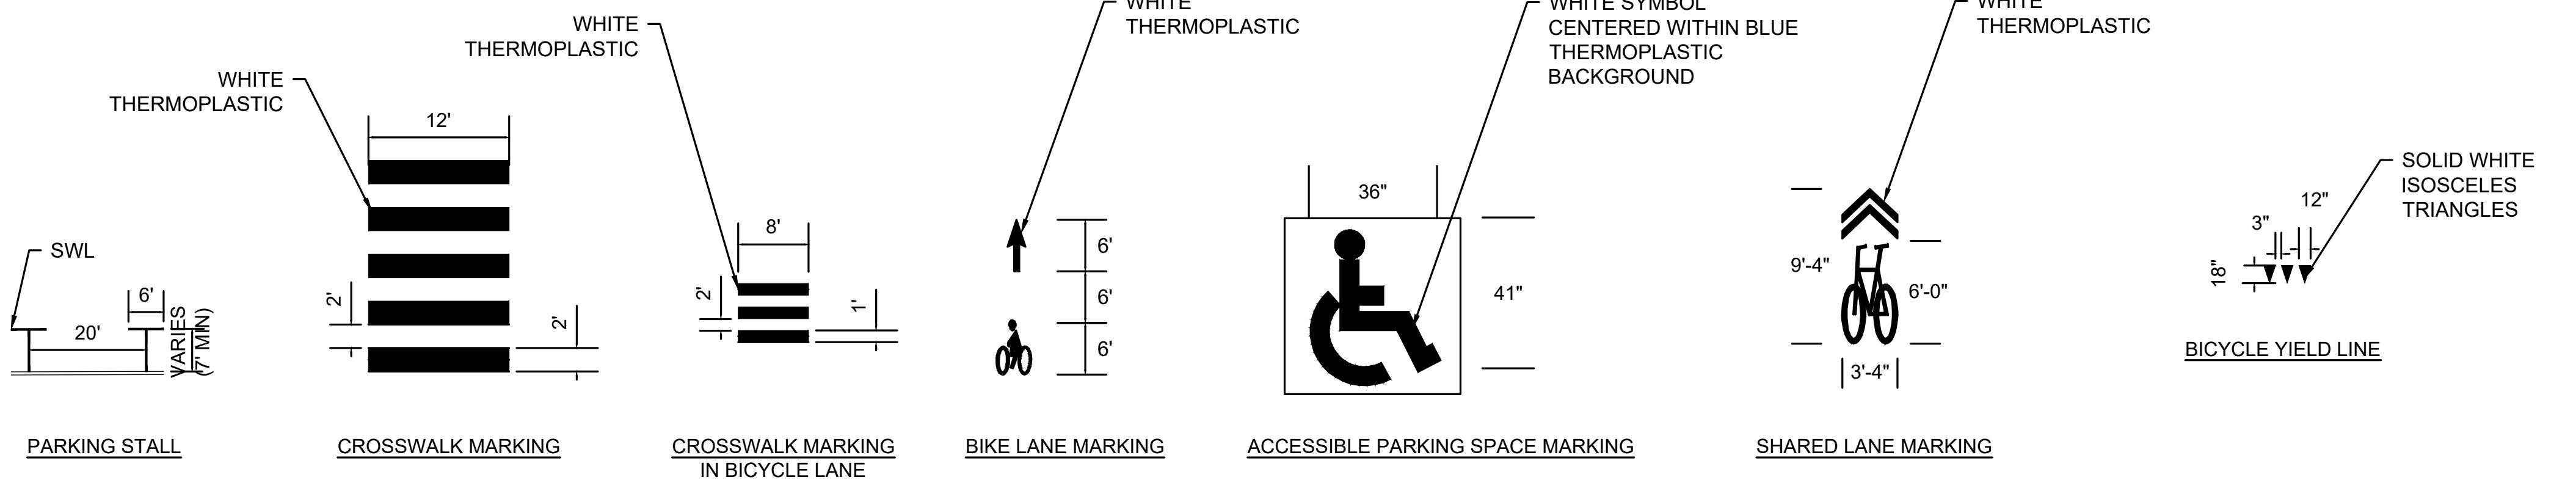 SWL
20'
6'
VARIES
(7' MIN)
PARKING STALL
WHITE
THERMOPLASTIC
12'
2'
2'
CROSSWALK MARKING
WHITE
THERMOPLASTIC
8'
2'
1'
CROSSWALK MARKING
IN BICYCLE LANE
WHITE
THERMOPLASTIC
6'
6'
6'
BIKE LANE MARKING
WHITE SYMBOL
CENTERED WITHIN BLUE
THERMOPLASTIC
BACKGROUND
36"
41"
ACCESSIBLE PARKING SPACE MARKING
WHITE
THERMOPLASTIC
9'-4"
6'-0"
3'-4"
SHARED LANE MARKING
SOLID WHITE
ISOSCELES
TRIANGLES
12"
3"
18"
BICYCLE YIELD LINE